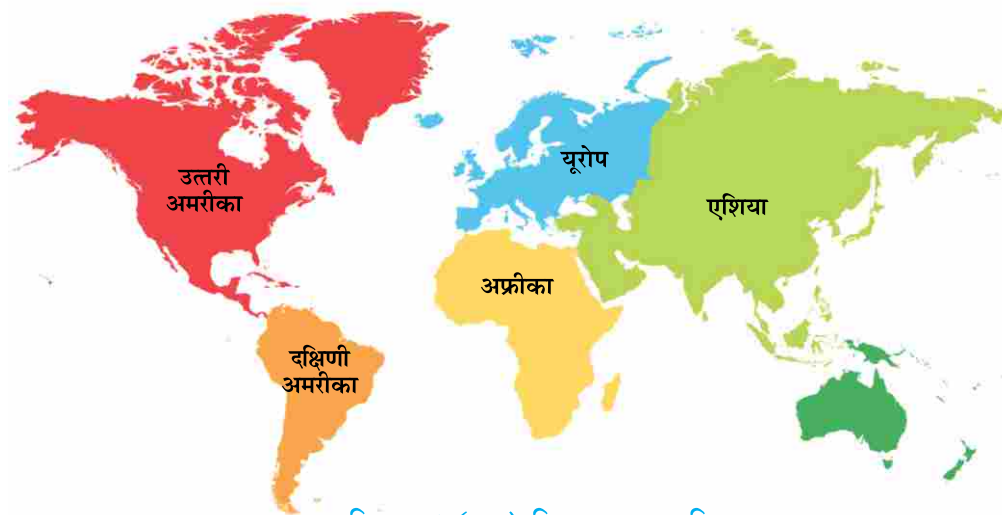 उत्तरी
अमरीका
यूरोप
एशिया
अफ्रीका
दक्षिणी
अमरीका